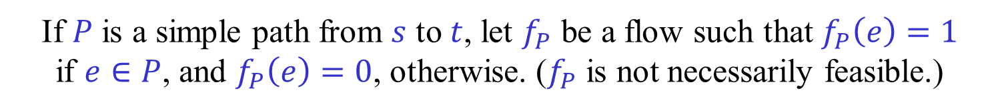 If P is a simple path from s to t, let f_P be a flow such that f_P(e) = 1
if e ∈ P, and f_P(e) = 0, otherwise. (f_P is not necessarily feasible.)